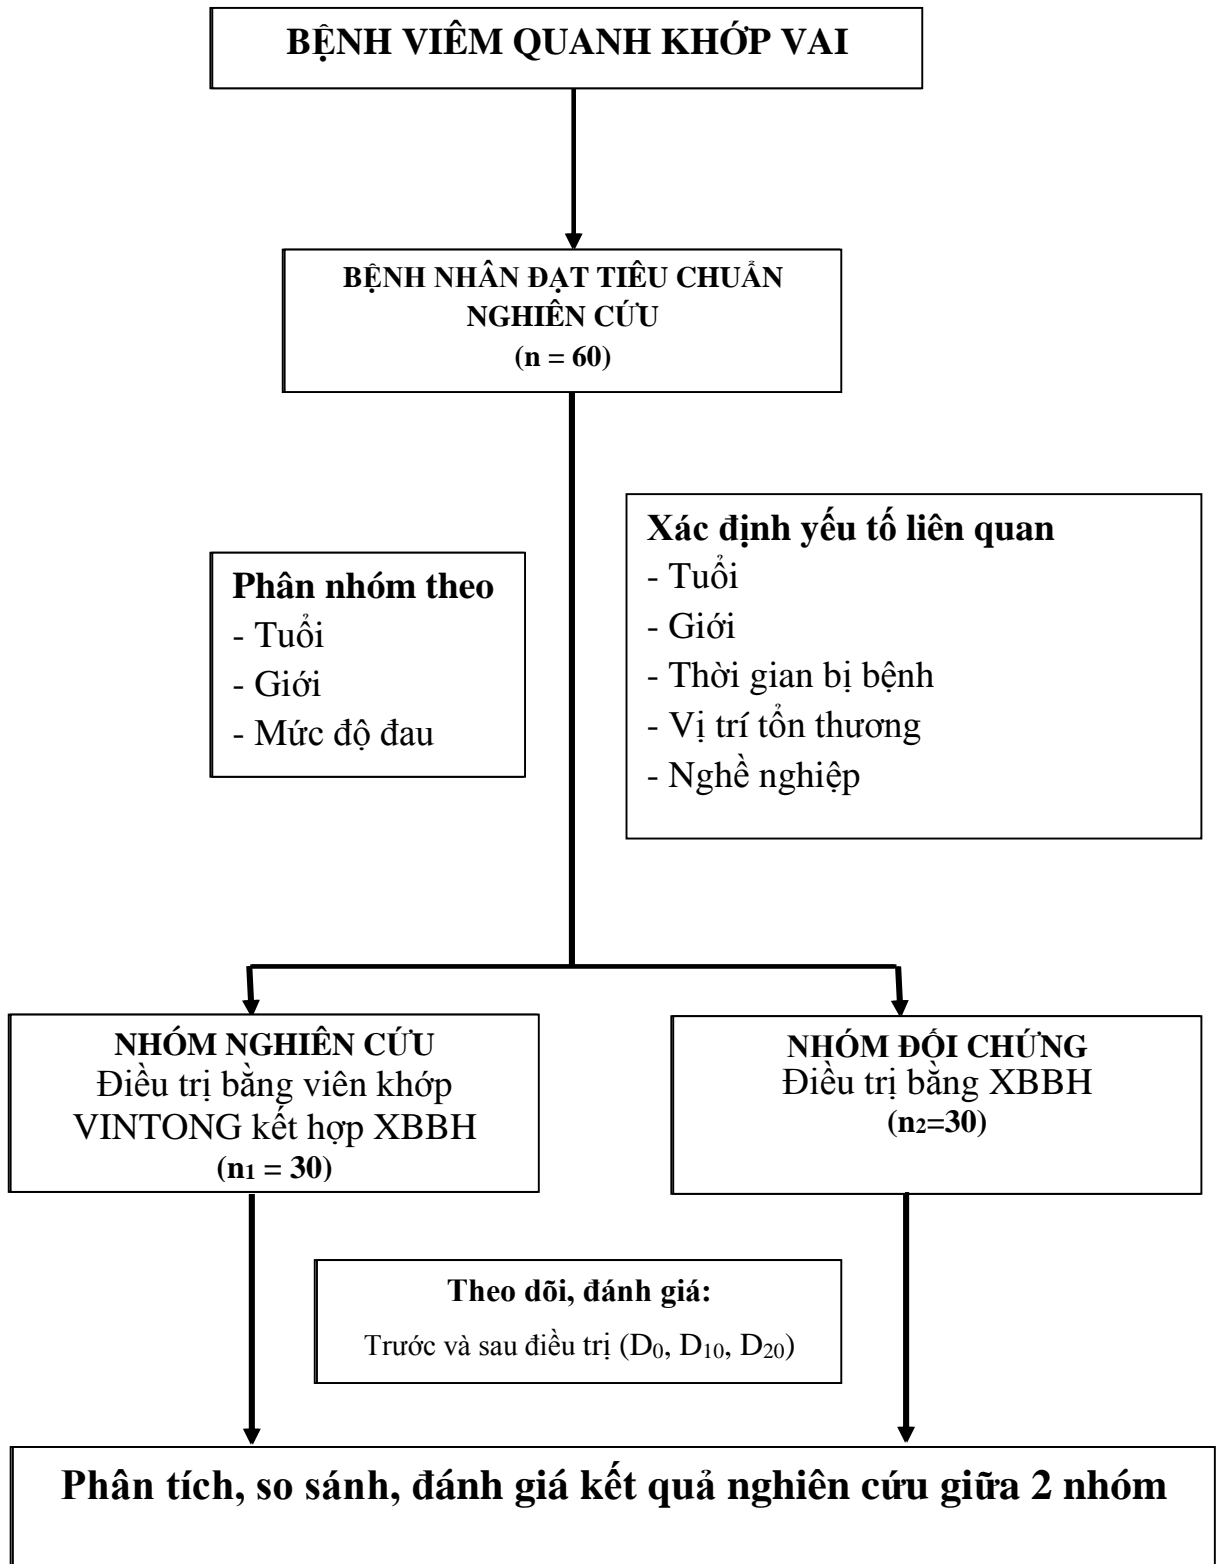 BỆNH VIÊM QUANH KHỚP VAI
BỆNH NHÂN ĐẠT TIÊU CHUẨN
NGHIÊN CỨU
(n = 60)
Phân nhóm theo
- Tuổi
- Giới
- Mức độ đau
Xác định yếu tố liên quan
- Tuổi
- Giới
- Thời gian bị bệnh
- Vị trí tổn thương
- Nghề nghiệp
NHÓM NGHIÊN CỨU
Điều trị bằng viên khớp
VINTONG kết hợp XBBH
(n₁ = 30)
NHÓM ĐỐI CHỨNG
Điều trị bằng XBBH
(n₂=30)
Theo dõi, đánh giá:
Trước và sau điều trị (D₀, D₁₀, D₂₀)
Phân tích, so sánh, đánh giá kết quả nghiên cứu giữa 2 nhóm